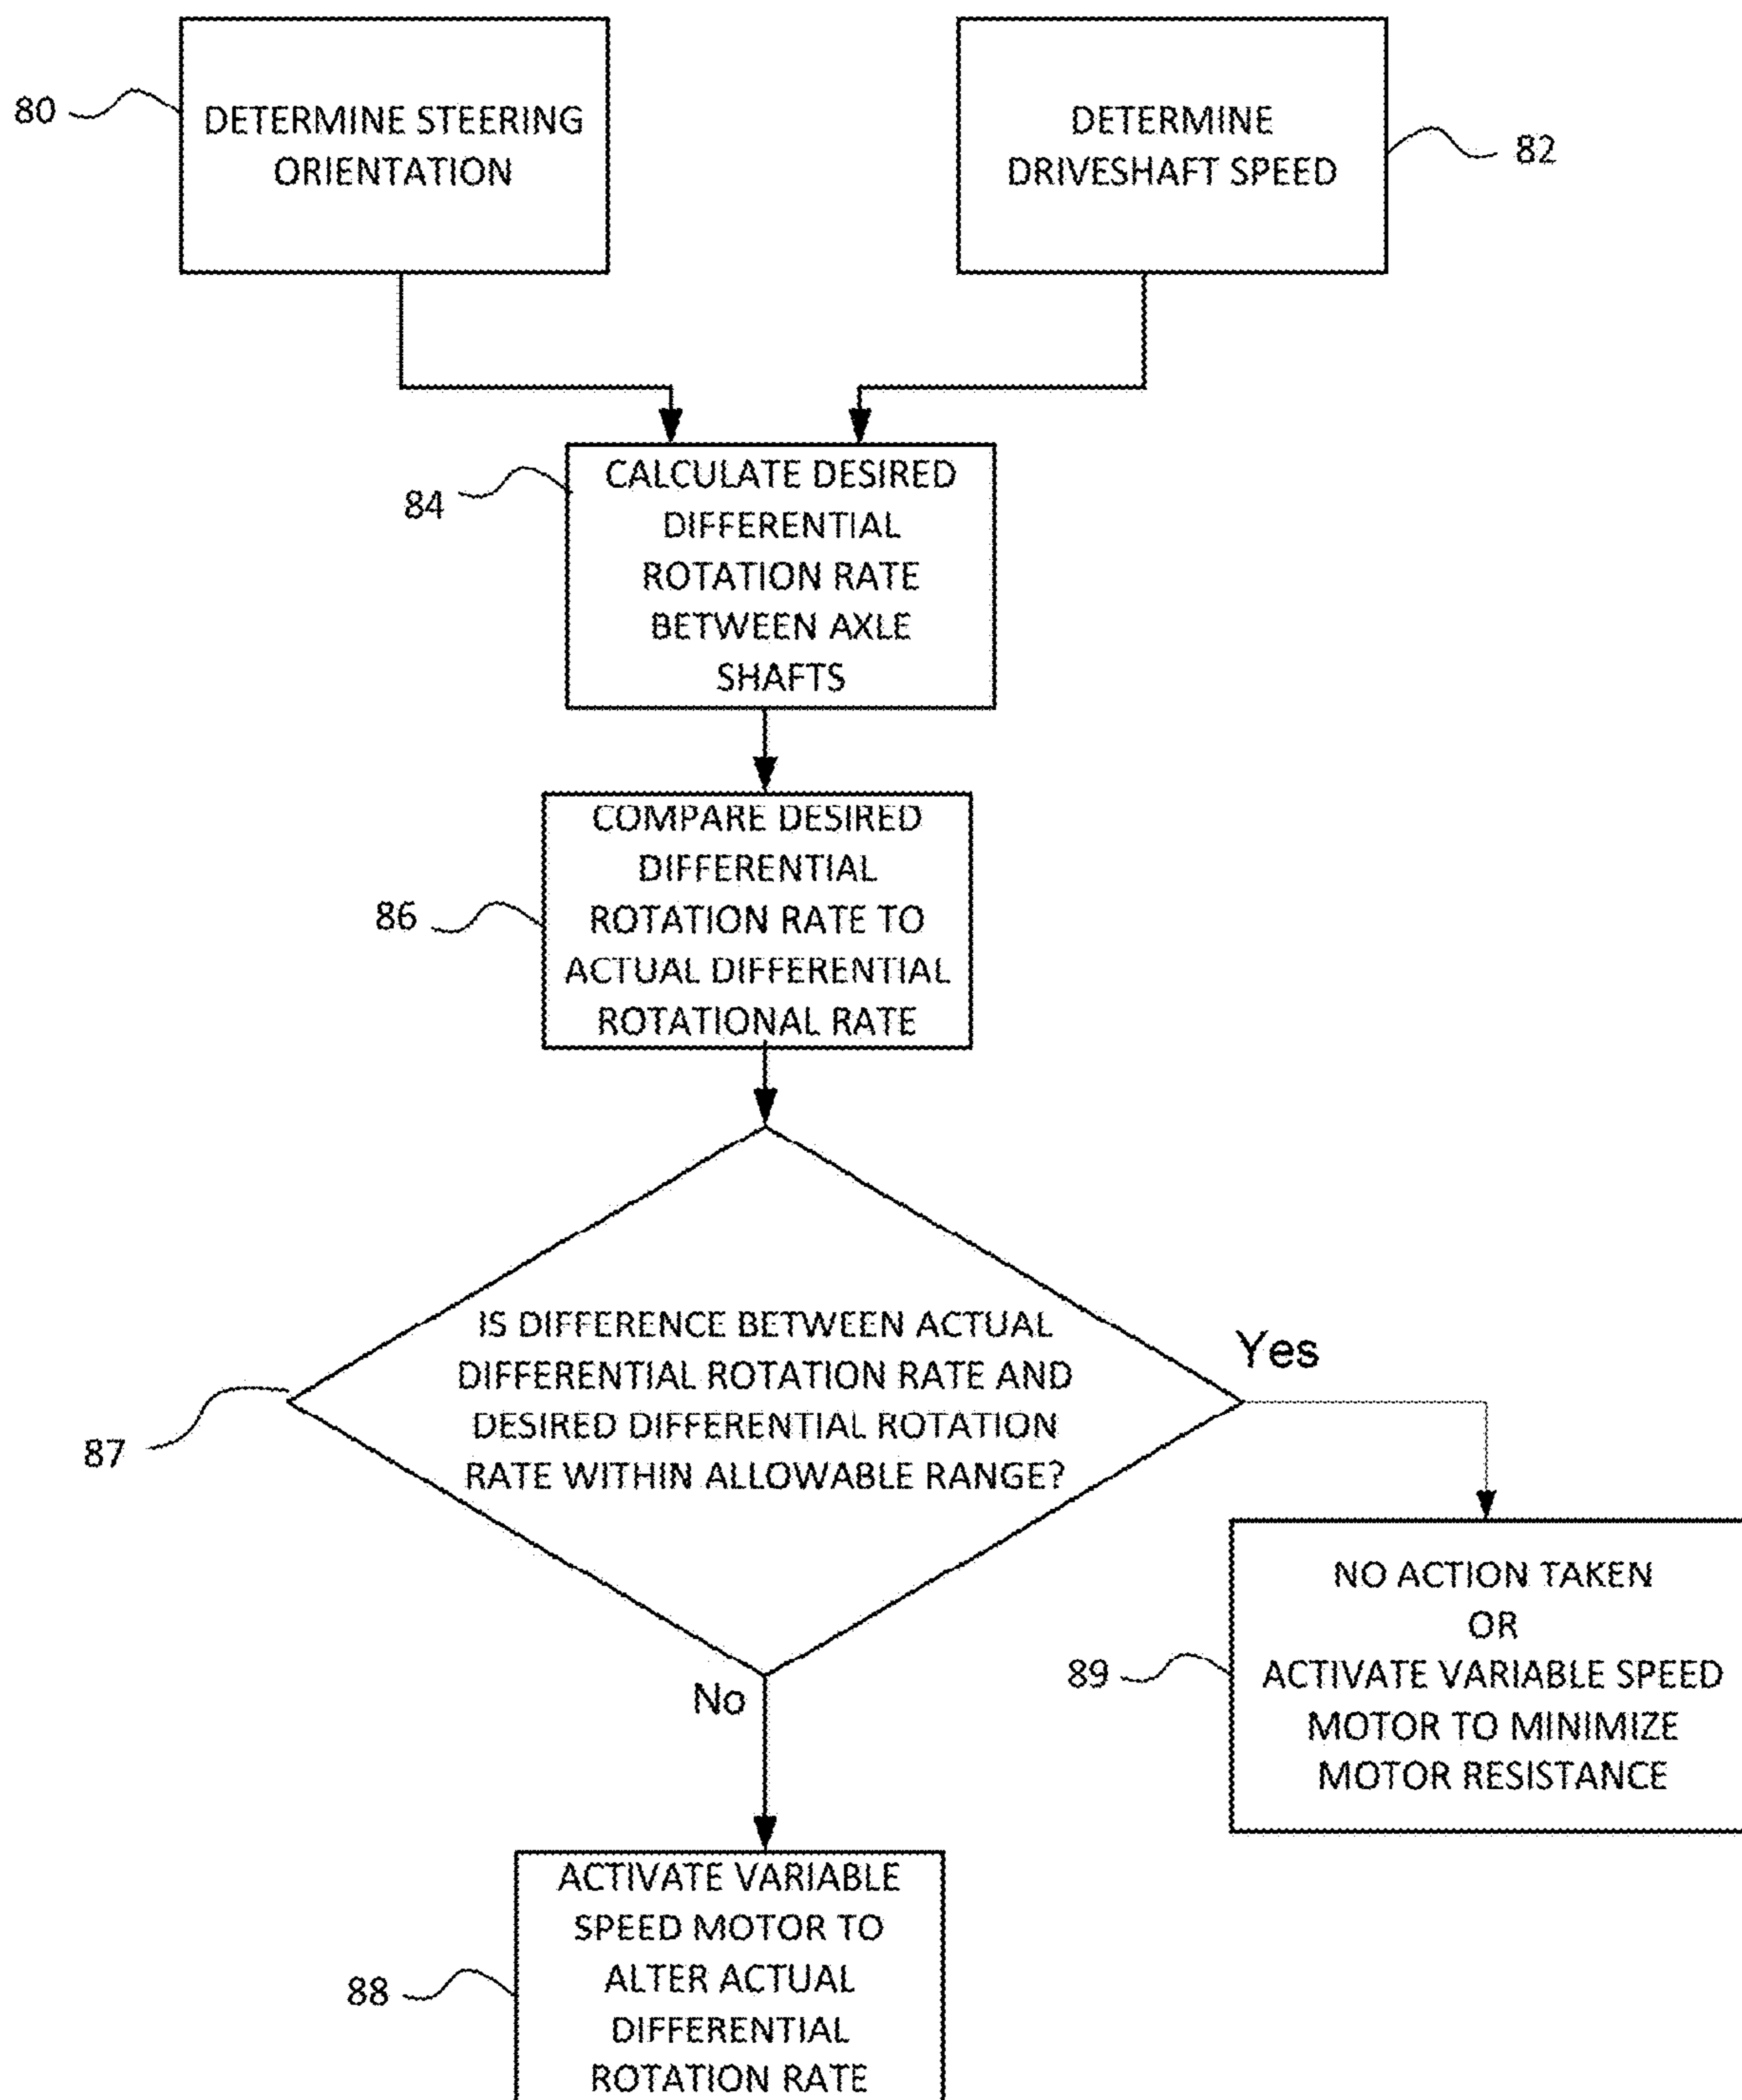 80
DETERMINE STEERING
ORIENTATION
DETERMINE
DRIVESHAFT SPEED
82
84
CALCULATE DESIRED
DIFFERENTIAL
ROTATION RATE
BETWEEN AXLE
SHAFTS
86
COMPARE DESIRED
DIFFERENTIAL
ROTATION RATE TO
ACTUAL DIFFERENTIAL
ROTATIONAL RATE
87
IS DIFFERENCE BETWEEN ACTUAL
DIFFERENTIAL ROTATION RATE AND
DESIRED DIFFERENTIAL ROTATION
RATE WITHIN ALLOWABLE RANGE?
Yes
89
NO ACTION TAKEN
OR
ACTIVATE VARIABLE SPEED
MOTOR TO MINIMIZE
MOTOR RESISTANCE
No
88
ACTIVATE VARIABLE
SPEED MOTOR TO
ALTER ACTUAL
DIFFERENTIAL
ROTATION RATE